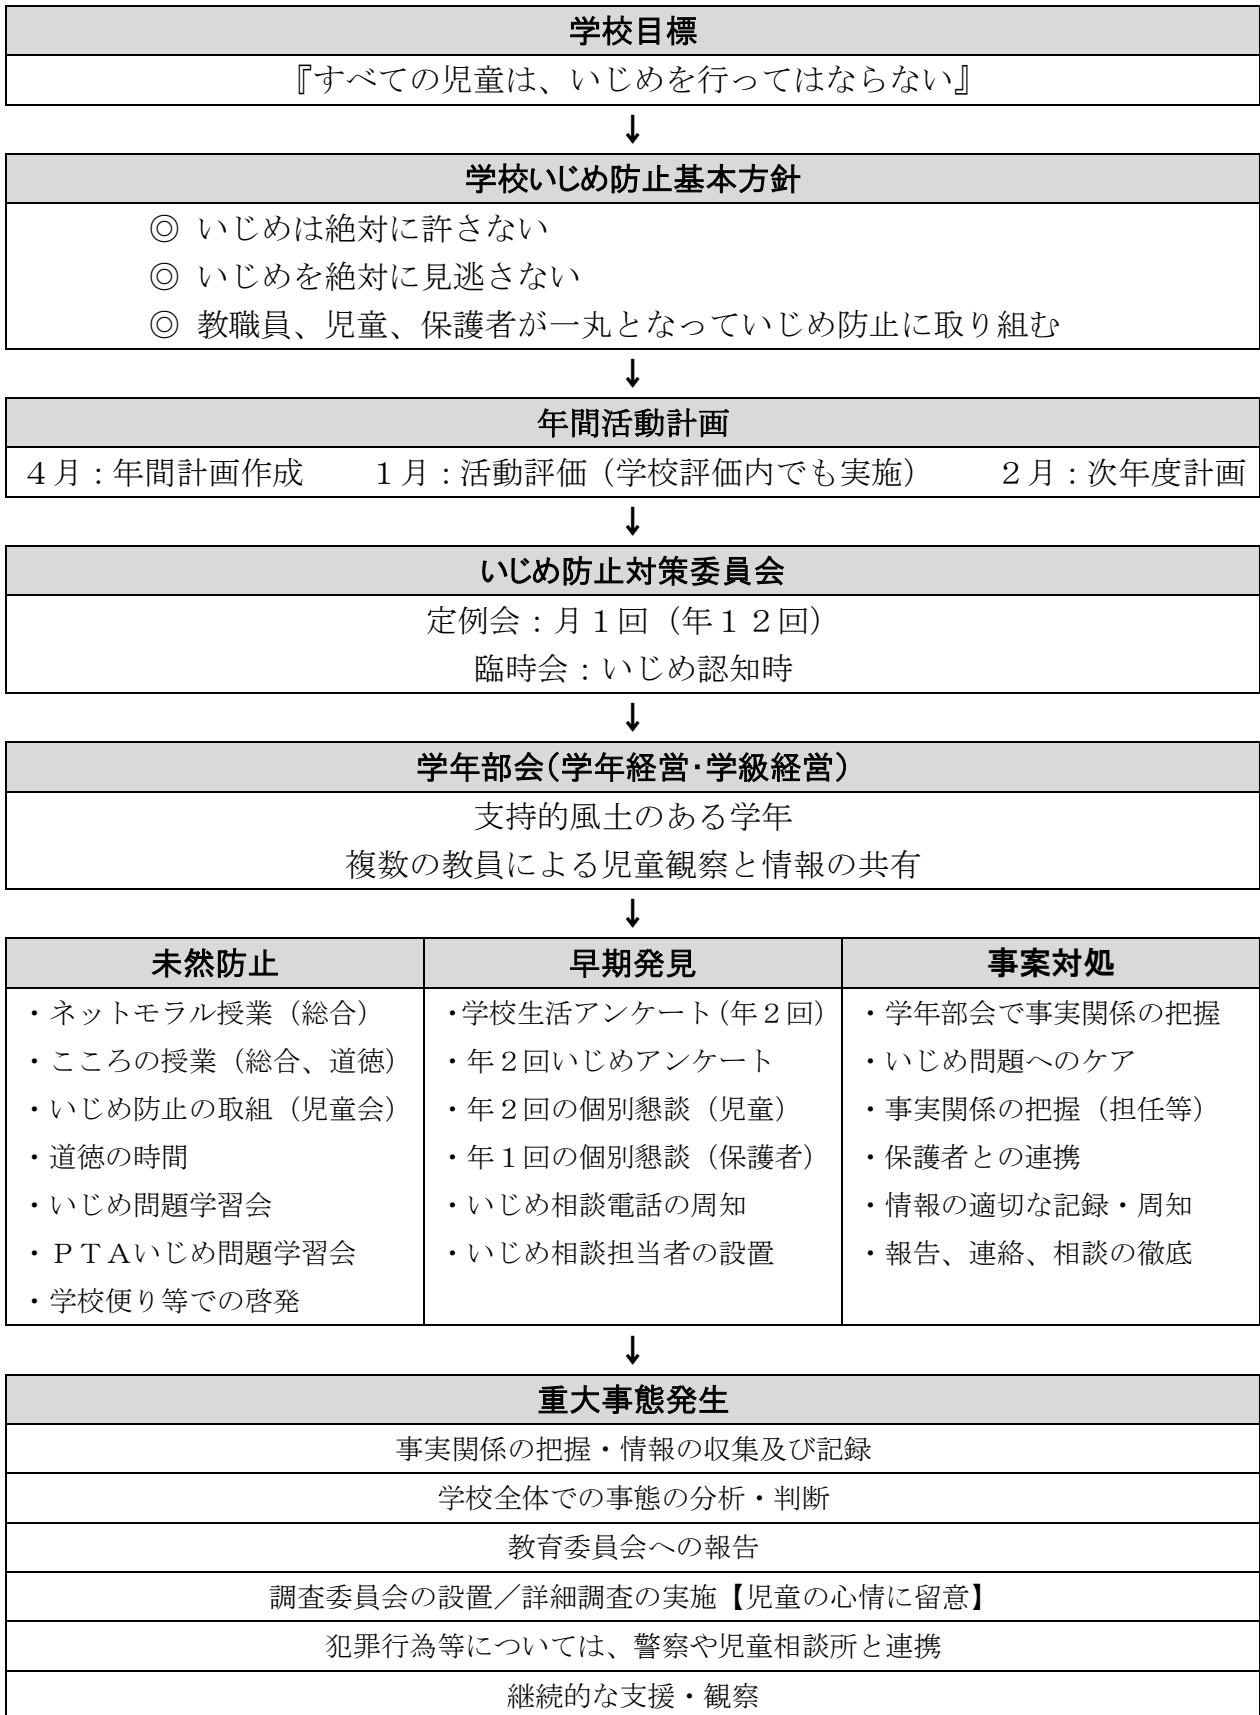 学校目標
『すべての児童は、いじめを行ってはならない』
↓
学校いじめ防止基本方針
◎ いじめは絶対に許さない
◎ いじめを絶対に見逃さない
◎ 教職員、児童、保護者が一丸となっていじめ防止に取り組む
↓
年間活動計画
４月：年間計画作成　　１月：活動評価（学校評価内でも実施）　　２月：次年度計画
↓
いじめ防止対策委員会
定例会：月１回（年１２回）
臨時会：いじめ認知時
↓
学年部会（学年経営・学級経営）
支持的風土のある学年
複数の教員による児童観察と情報の共有
↓
未然防止
・ネットモラル授業（総合）
・こころの授業（総合、道徳）
・いじめ防止の取組（児童会）
・道徳の時間
・いじめ問題学習会
・ＰＴＡいじめ問題学習会
・学校便り等での啓発
早期発見
・学校生活アンケート（年２回）
・年２回いじめアンケート
・年２回の個別懇談（児童）
・年１回の個別懇談（保護者）
・いじめ相談電話の周知
・いじめ相談担当者の設置
事案対処
・学年部会で事実関係の把握
・いじめ問題へのケア
・事実関係の把握（担任等）
・保護者との連携
・情報の適切な記録・周知
・報告、連絡、相談の徹底
↓
重大事態発生
事実関係の把握・情報の収集及び記録
学校全体での事態の分析・判断
教育委員会への報告
調査委員会の設置／詳細調査の実施【児童の心情に留意】
犯罪行為等については、警察や児童相談所と連携
継続的な支援・観察